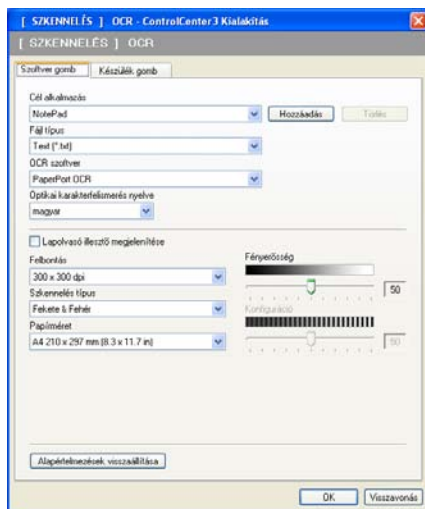 [ SZKENNELÉS ] OCR - ControlCenter3 Kialakítás
[ SZKENNELÉS ] OCR
Szoftver gomb Készülék gomb
Cél alkalmazás
NotePad Hozzáadás Törlés
Fájl típus
Text (*.txt)
OCR szoftver
PaperPort OCR
Optikai karakterfelismerés nyelve
magyar
Lapolvasó illesztő megjelenítése
Felbontás Fényerősség
300 x 300 dpi 50
Szkennelés típus Konfiguráció
Fekete & Fehér
Papírméret
A4 210 x 297 mm (8.3 x 11.7 in) 50
Alapértelmezések visszaállítása
OK Visszavonás